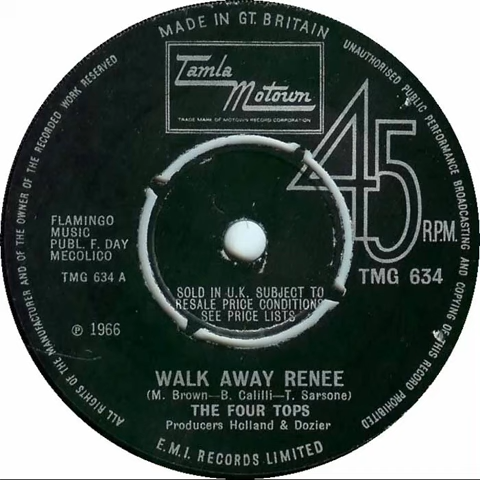 MADE IN GT. BRITAIN
UNAUTHORISED PUBLIC PERFORMANCE BROADCASTING AND COPYING OF THIS RECORD PROHIBITED
ALL RIGHTS OF THE MANUFACTURER AND OF THE OWNER OF THE RECORDED WORK RESERVED
Tamla
Motown
TRADE MARK OF MOTOWN RECORD CORPORATION
45
R.P.M.
TMG 634
FLAMINGO
MUSIC
PUBL. F. DAY
MECOLICO
TMG 634 A
℗ 1966
SOLD IN U.K. SUBJECT TO
RESALE PRICE CONDITIONS
SEE PRICE LISTS
WALK AWAY RENEE
(M. Brown—B. Calilli—T. Sarsone)
THE FOUR TOPS
Producers Holland & Dozier
E.M.I. RECORDS LIMITED